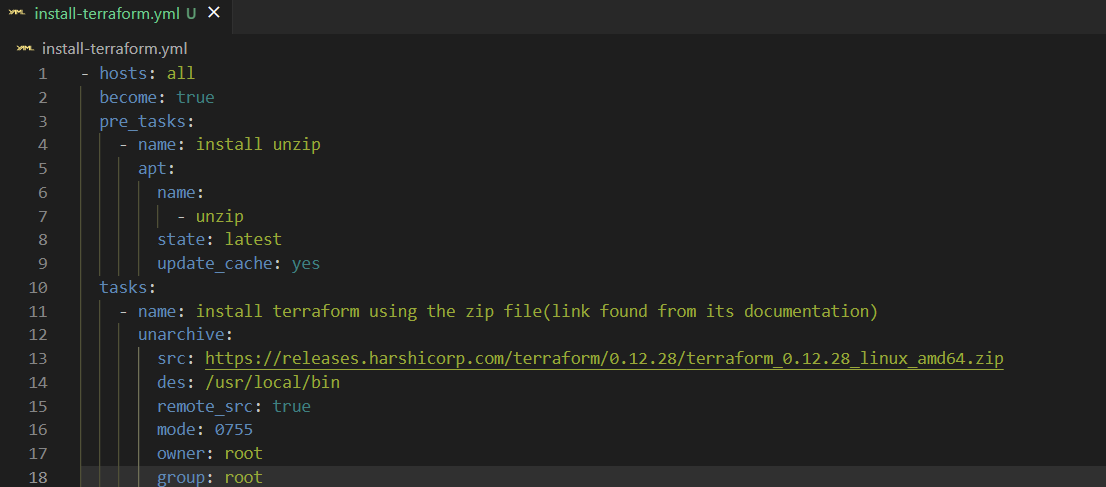 YAML install-terraform.yml U ×
YAML install-terraform.yml
1 - hosts: all
2 become: true
3 pre_tasks:
4 - name: install unzip
5 apt:
6 name:
7 - unzip
8 state: latest
9 update_cache: yes
10 tasks:
11 - name: install terraform using the zip file(link found from its documentation)
12 unarchive:
13 src: https://releases.harshicorp.com/terraform/0.12.28/terraform_0.12.28_linux_amd64.zip
14 des: /usr/local/bin
15 remote_src: true
16 mode: 0755
17 owner: root
18 group: root